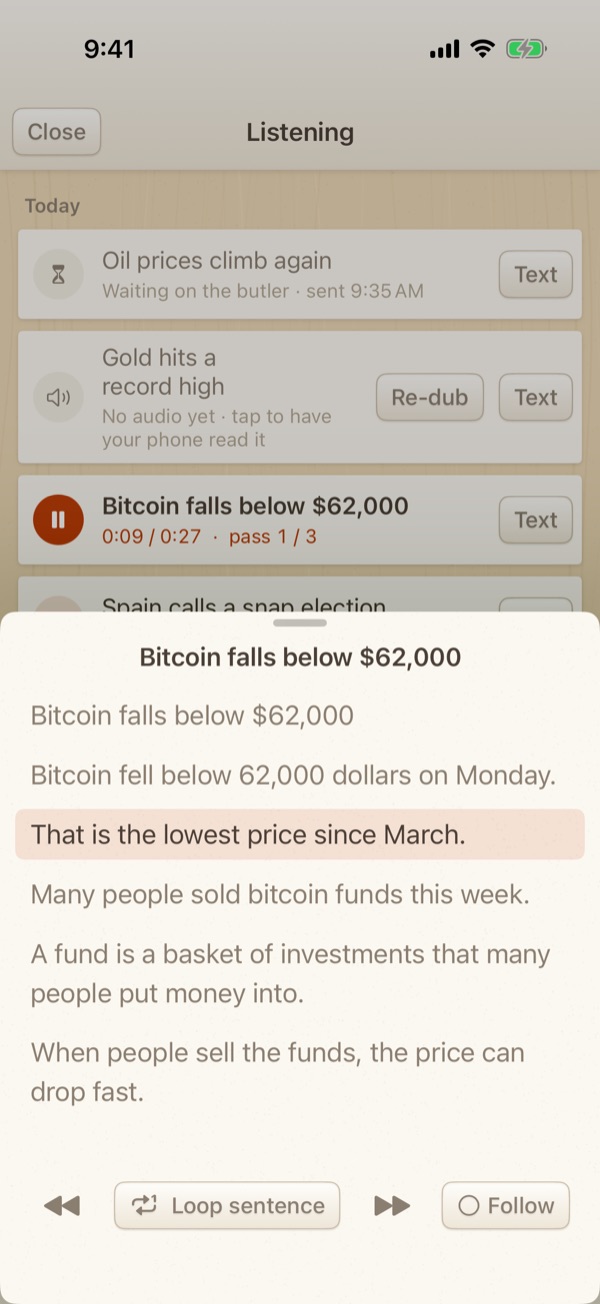 9:41
Close
Listening
Today
Oil prices climb again
Waiting on the butler · sent 9:35 AM
Text
Gold hits a
record high
No audio yet · tap to have
your phone read it
Re-dub
Text
Bitcoin falls below $62,000
0:09 / 0:27 · pass 1 / 3
Text
Spain calls a snap election
Bitcoin falls below $62,000
Bitcoin falls below $62,000
Bitcoin fell below 62,000 dollars on Monday.
That is the lowest price since March.
Many people sold bitcoin funds this week.
A fund is a basket of investments that many
people put money into.
When people sell the funds, the price can
drop fast.
Loop sentence
Follow